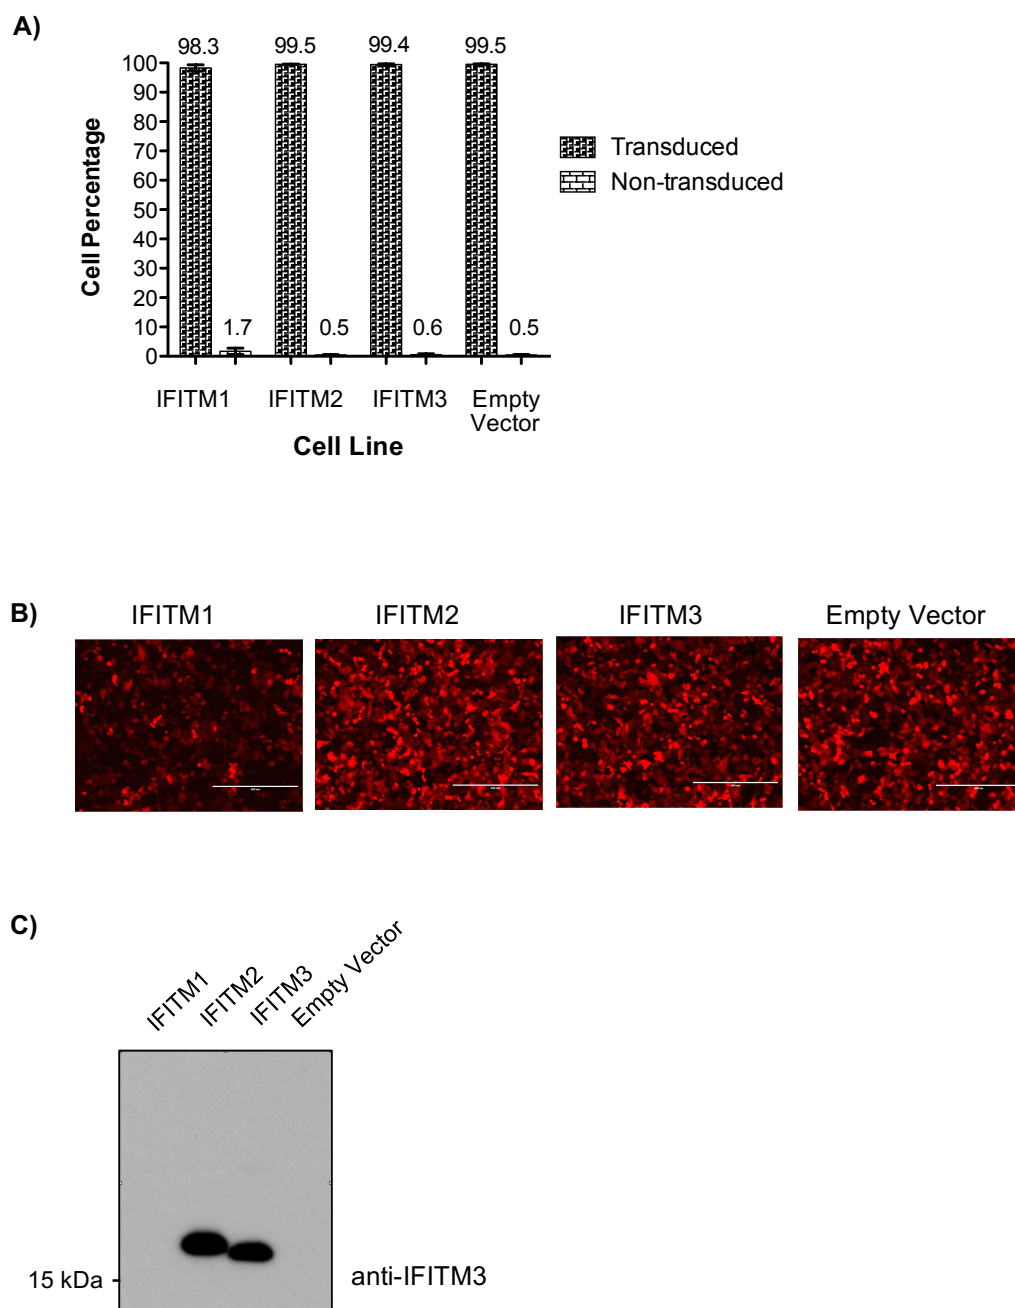 A)
98.3 99.5 99.4 99.5
100
90
80
70
60
50
40
30
20
10
0
Cell Percentage
1.7 0.5 0.6 0.5
Transduced
Non-transduced
IFITM1 IFITM2 IFITM3 Empty
Vector
Cell Line
B)
IFITM1 IFITM2 IFITM3 Empty Vector
C)
IFITM1
IFITM2
IFITM3
Empty Vector
15 kDa
anti-IFITM3